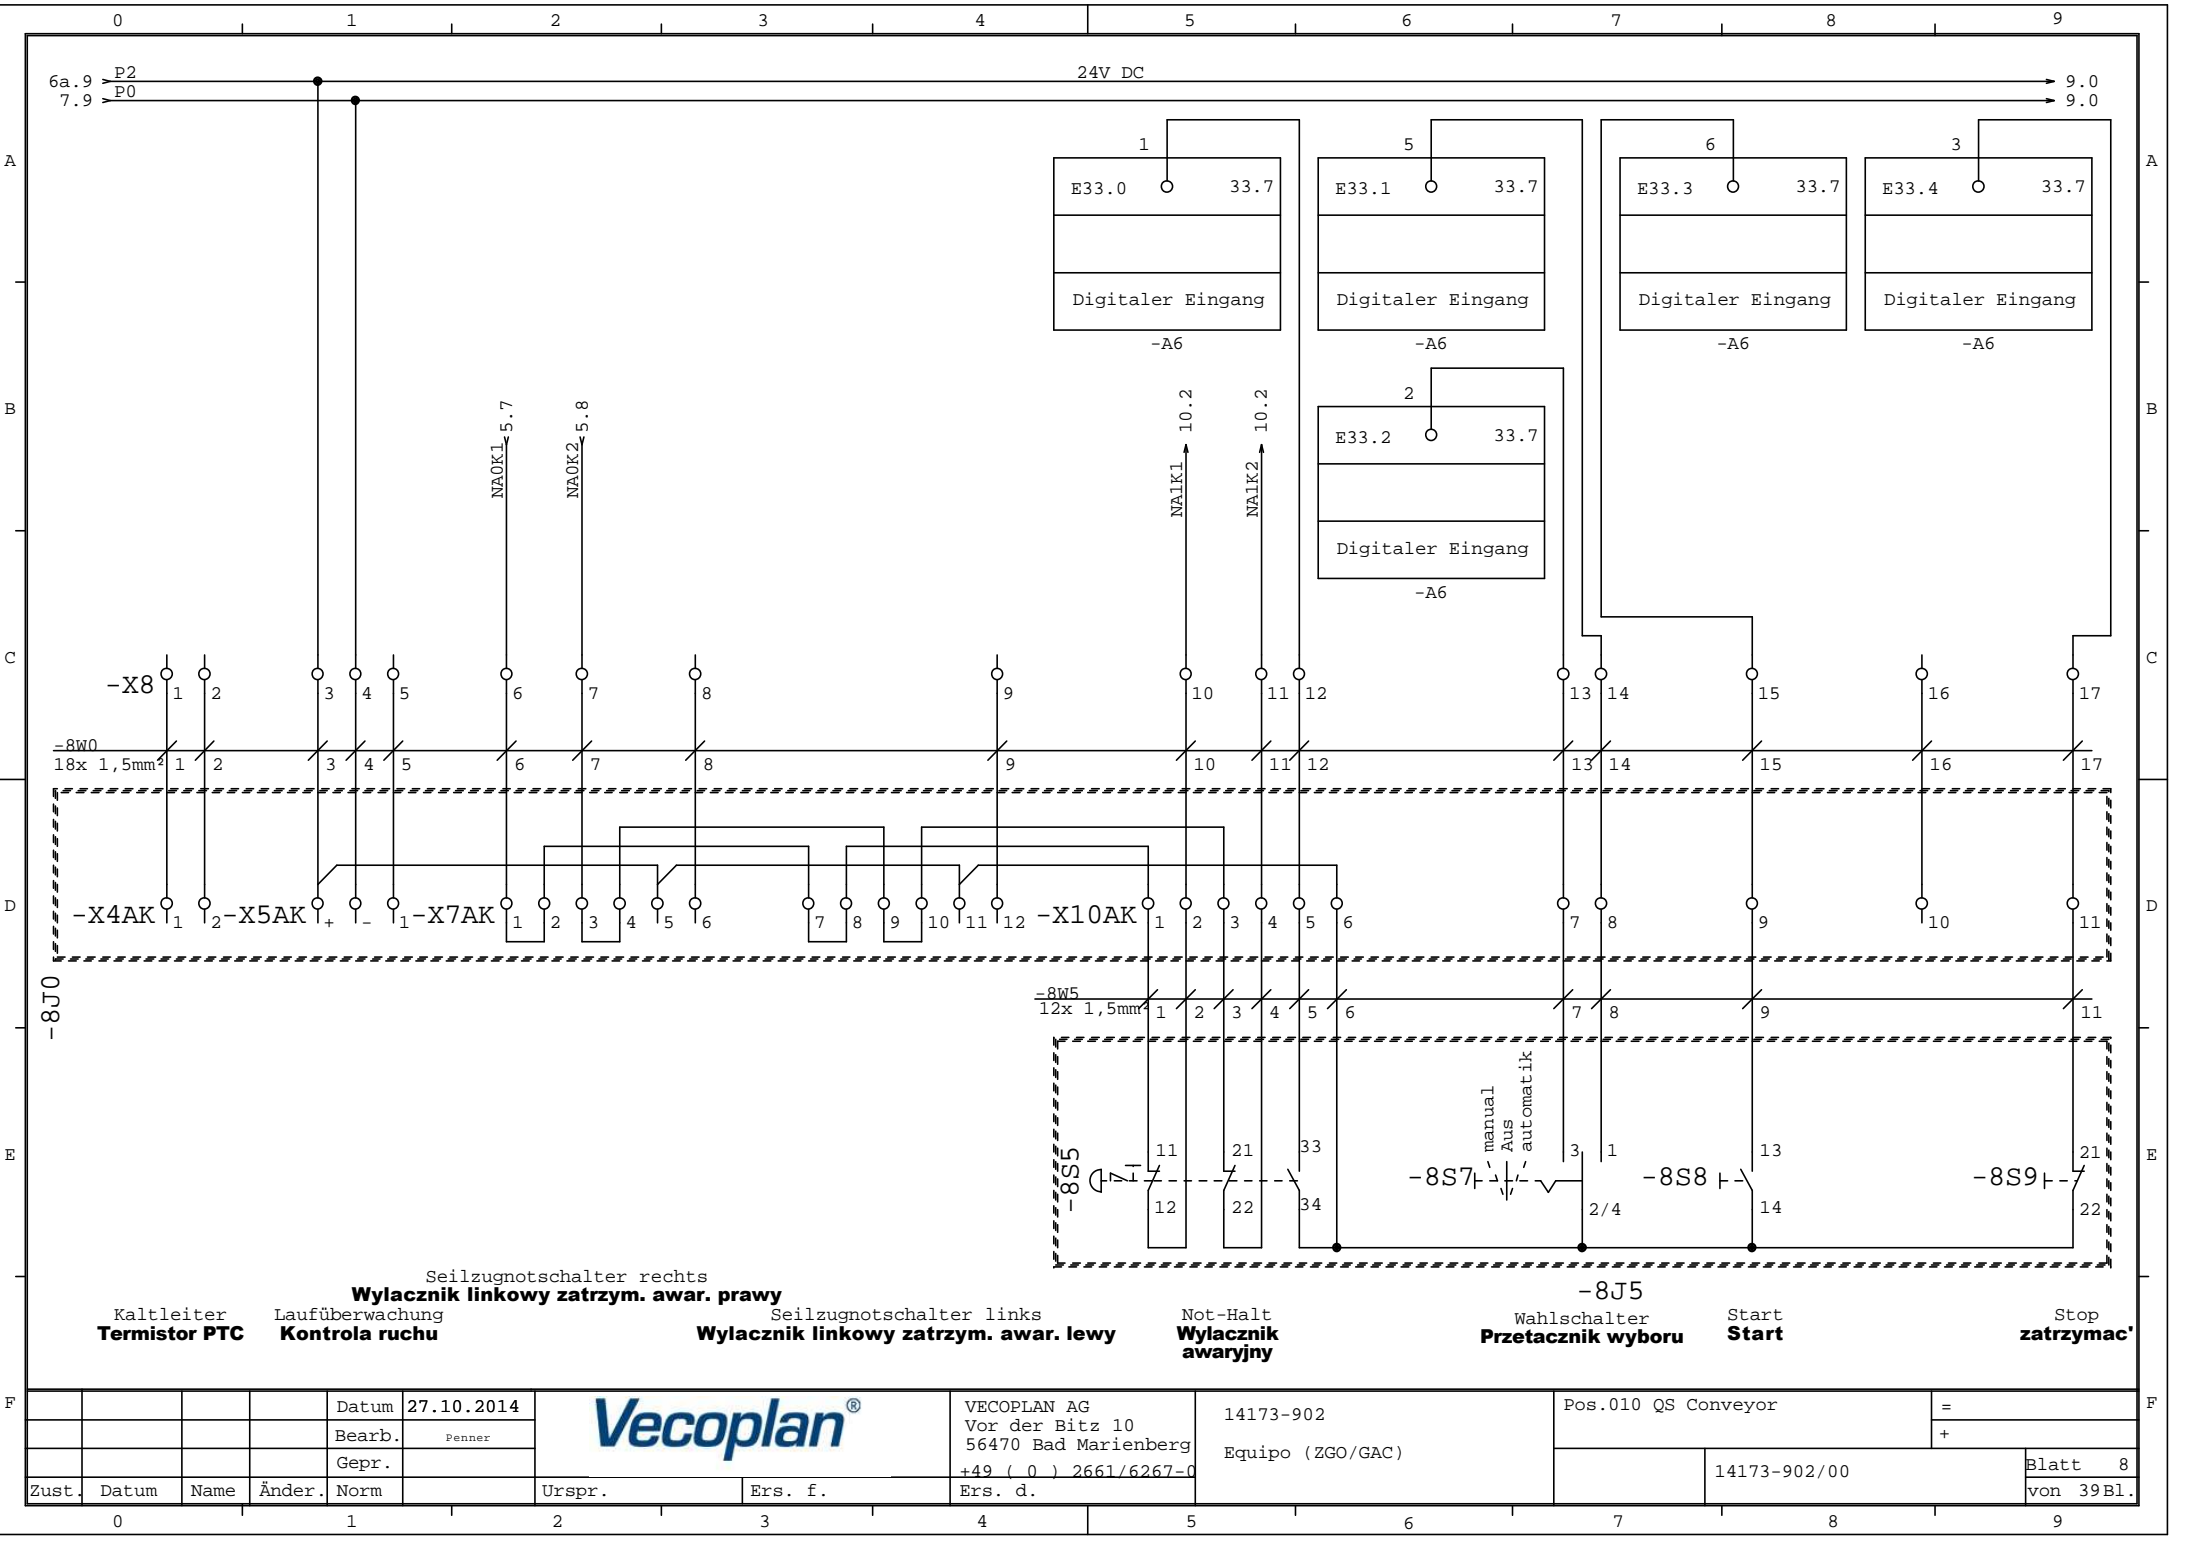 0 1 2 3 4 5 6 7 8 9
6a.9 P2 24V DC 9.0
7.9 P0 9.0
1 5 6 3
A A
E33.0 33.7 E33.1 33.7 E33.3 33.7 E33.4 33.7
Digitaler Eingang Digitaler Eingang Digitaler Eingang Digitaler Eingang
-A6 -A6 -A6 -A6
B B
NA0K1 5.7
NA0K2 5.8
NA1K1 10.2
NA1K2 10.2
2
E33.2 33.7
Digitaler Eingang
-A6
C C
-X8 1 2 3 4 5 6 7 8 9 10 11 12 13 14 15 16 17
-8W0
18x 1,5mm² 1 2 3 4 5 6 7 8 9 10 11 12 13 14 15 16 17
D D
-X4AK 1 2 -X5AK + - 1 -X7AK 1 2 3 4 5 6 7 8 9 10 11 12 -X10AK 1 2 3 4 5 6 7 8 9 10 11
-8J0
-8W5
12x 1,5mm² 1 2 3 4 5 6 7 8 9 11
manual
Aus
automatik
E E
-8S5 11 21 33 3 1 13 21
-8S7 -8S8 -8S9
12 22 34 2/4 14 22
-8J5
Seilzugnotschalter rechts
Wylacznik linkowy zatrzym. awar. prawy
Kaltleiter Laufüberwachung Seilzugnotschalter links Not-Halt Wahlschalter Start Stop
Termistor PTC Kontrola ruchu Wylacznik linkowy zatrzym. awar. lewy Wylacznik Przetacznik wyboru Start zatrzymac'
awaryjny
F F
Datum 27.10.2014
Bearb. Penner
Gepr.
Zust. Datum Name Änder. Norm
Vecoplan®
Urspr. Ers. f. Ers. d.
VECOPLAN AG
Vor der Bitz 10
56470 Bad Marienberg
+49 ( 0 ) 2661/6267-0
14173-902
Equipo (ZGO/GAC)
Pos.010 QS Conveyor
=
+
14173-902/00
Blatt 8
von 39Bl.
0 1 2 3 4 5 6 7 8 9